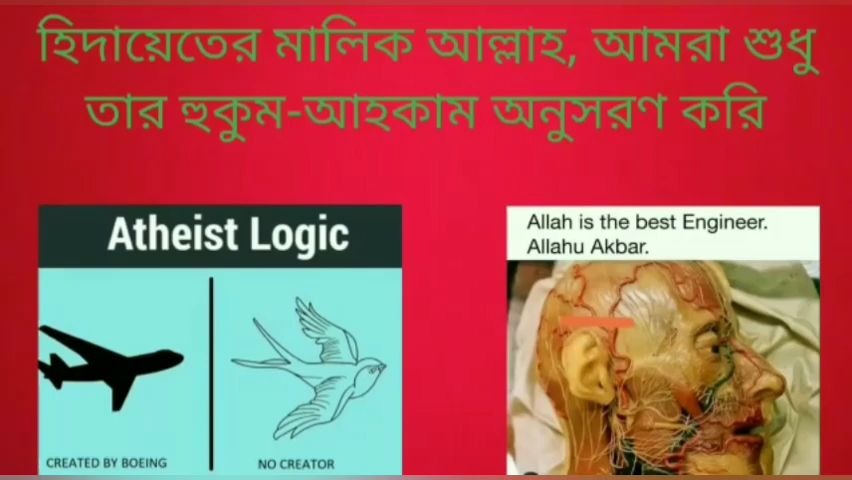 হিদায়েতের মালিক আল্লাহ, আমরা শুধু
তার হুকুম-আহকাম অনুসরণ করি
Atheist Logic
CREATED BY BOEING
NO CREATOR
Allah is the best Engineer.
Allahu Akbar.